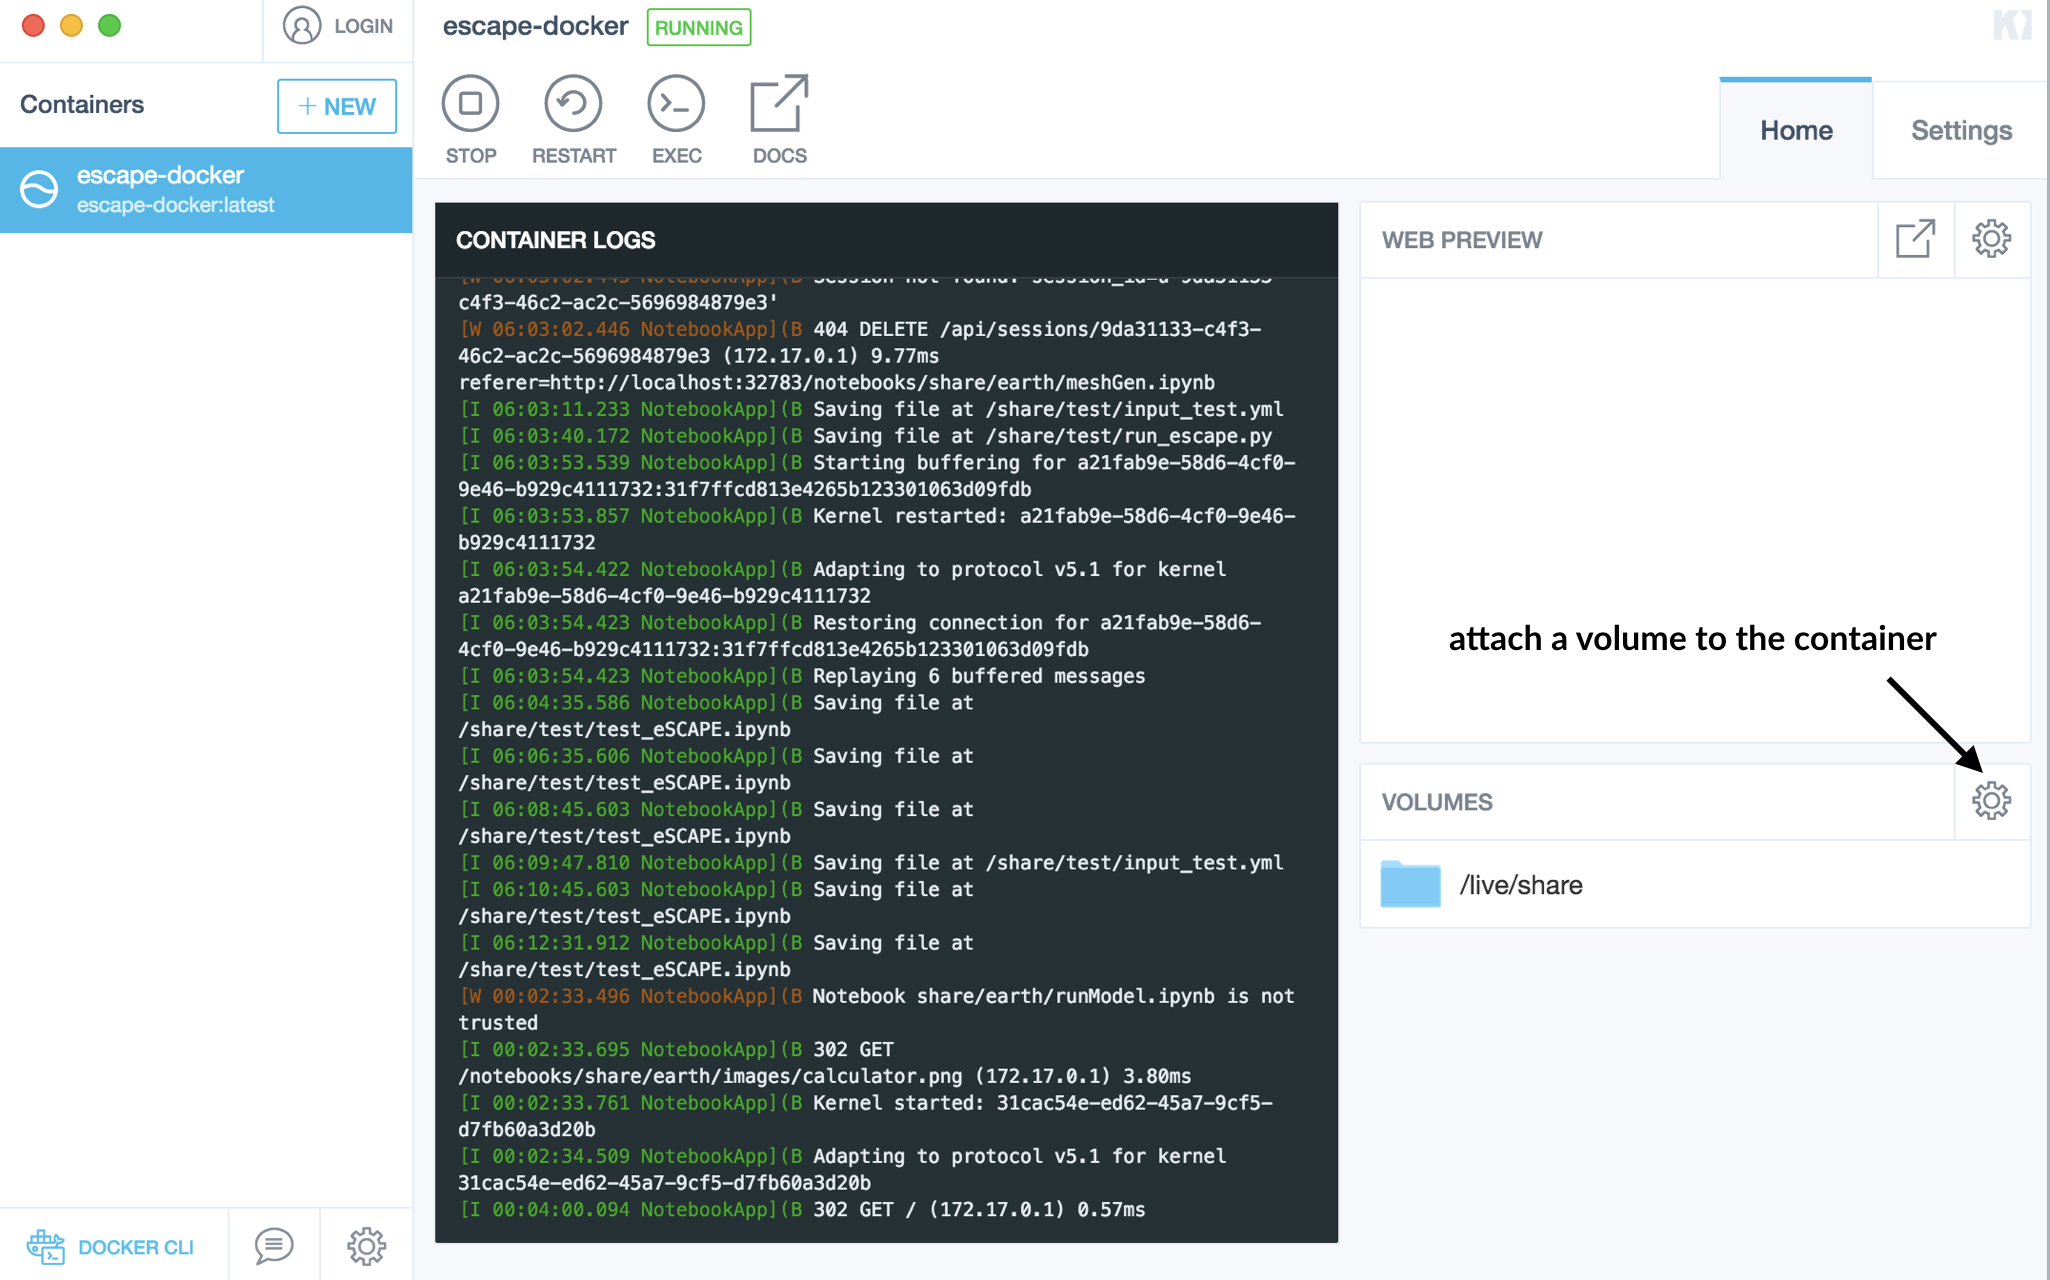 LOGIN
escape-docker RUNNING
Containers
+ NEW
STOP RESTART EXEC DOCS
Home Settings
escape-docker
escape-docker:latest
CONTAINER LOGS
c4f3-46c2-ac2c-5696984879e3'
[W 06:03:02.446 NotebookApp](B 404 DELETE /api/sessions/9da31133-c4f3-
46c2-ac2c-5696984879e3 (172.17.0.1) 9.77ms
referer=http://localhost:32783/notebooks/share/earth/meshGen.ipynb
[I 06:03:11.233 NotebookApp](B Saving file at /share/test/input_test.yml
[I 06:03:40.172 NotebookApp](B Saving file at /share/test/run_escape.py
[I 06:03:53.539 NotebookApp](B Starting buffering for a21fab9e-58d6-4cf0-
9e46-b929c4111732:31f7ffcd813e4265b123301063d09fdb
[I 06:03:53.857 NotebookApp](B Kernel restarted: a21fab9e-58d6-4cf0-9e46-
b929c4111732
[I 06:03:54.422 NotebookApp](B Adapting to protocol v5.1 for kernel
a21fab9e-58d6-4cf0-9e46-b929c4111732
[I 06:03:54.423 NotebookApp](B Restoring connection for a21fab9e-58d6-
4cf0-9e46-b929c4111732:31f7ffcd813e4265b123301063d09fdb
[I 06:03:54.423 NotebookApp](B Replaying 6 buffered messages
[I 06:04:35.586 NotebookApp](B Saving file at
/share/test/test_eSCAPE.ipynb
[I 06:06:35.606 NotebookApp](B Saving file at
/share/test/test_eSCAPE.ipynb
[I 06:08:45.603 NotebookApp](B Saving file at
/share/test/test_eSCAPE.ipynb
[I 06:09:47.810 NotebookApp](B Saving file at /share/test/input_test.yml
[I 06:10:45.603 NotebookApp](B Saving file at
/share/test/test_eSCAPE.ipynb
[I 06:12:31.912 NotebookApp](B Saving file at
/share/test/test_eSCAPE.ipynb
[W 00:02:33.496 NotebookApp](B Notebook share/earth/runModel.ipynb is not
trusted
[I 00:02:33.695 NotebookApp](B 302 GET
/notebooks/share/earth/images/calculator.png (172.17.0.1) 3.80ms
[I 00:02:33.761 NotebookApp](B Kernel started: 31cac54e-ed62-45a7-9cf5-
d7fb60a3d20b
[I 00:02:34.509 NotebookApp](B Adapting to protocol v5.1 for kernel
31cac54e-ed62-45a7-9cf5-d7fb60a3d20b
[I 00:04:00.094 NotebookApp](B 302 GET / (172.17.0.1) 0.57ms
WEB PREVIEW
attach a volume to the container
VOLUMES
/live/share
DOCKER CLI